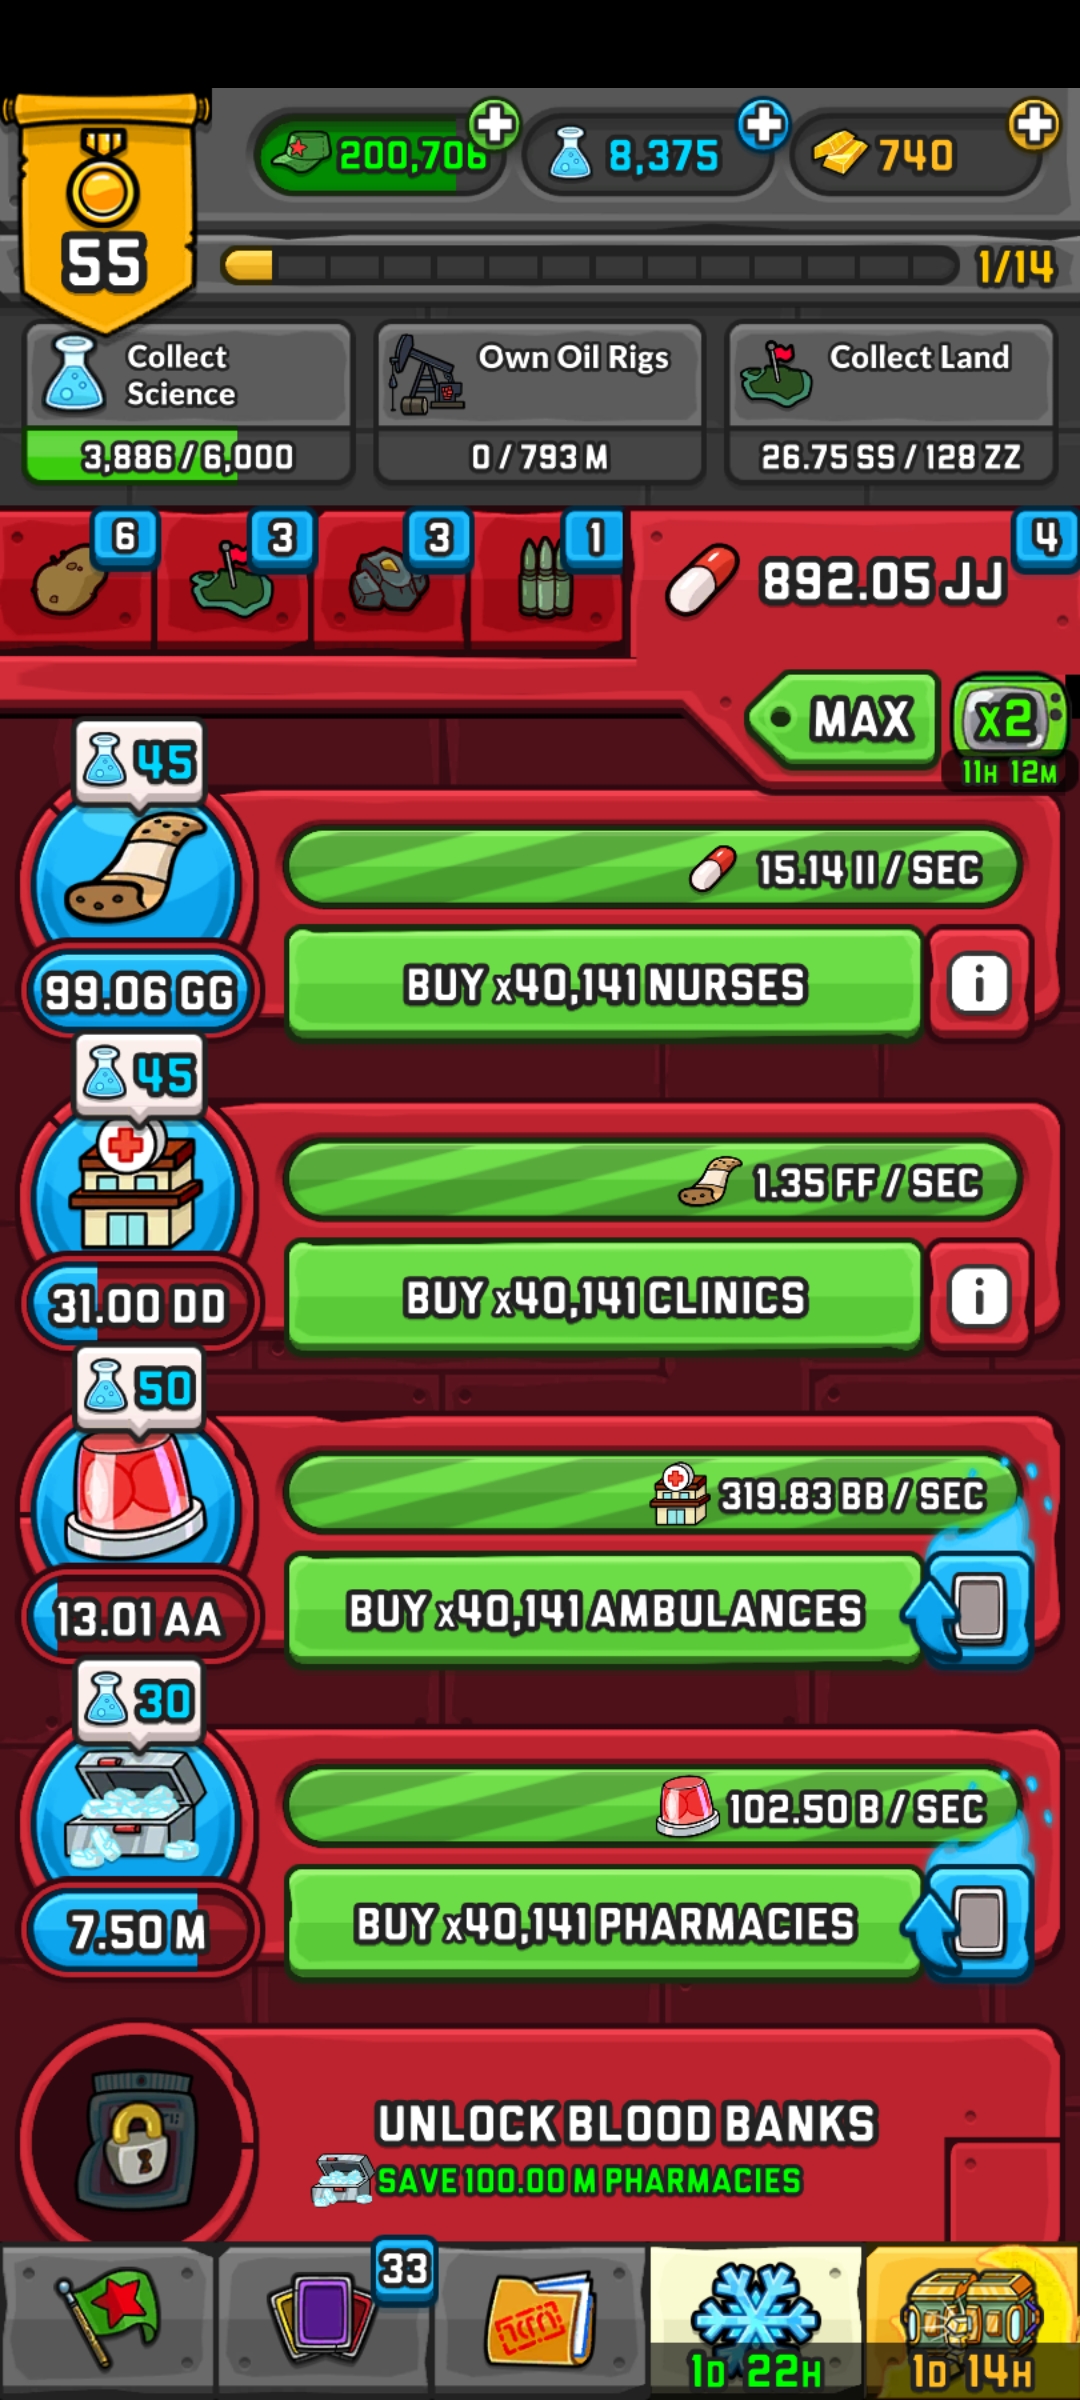 200,706
8,375
740
55
1/14
Collect
Science
3,886/6,000
Own Oil Rigs
0/793 M
Collect Land
26.75 SS/128 ZZ
6
3
3
1
4
892.05 JJ
MAX
x2
11H 12M
45
15.14 II/SEC
BUY x40,141 NURSES
i
99.06 GG
45
1.35 FF/SEC
BUY x40,141 CLINICS
i
31.00 DD
50
319.83 BB/SEC
BUY x40,141 AMBULANCES
13.01 AA
30
102.50 B/SEC
BUY x40,141 PHARMACIES
7.50 M
UNLOCK BLOOD BANKS
SAVE 100.00 M PHARMACIES
33
1D 22H
1D 14H